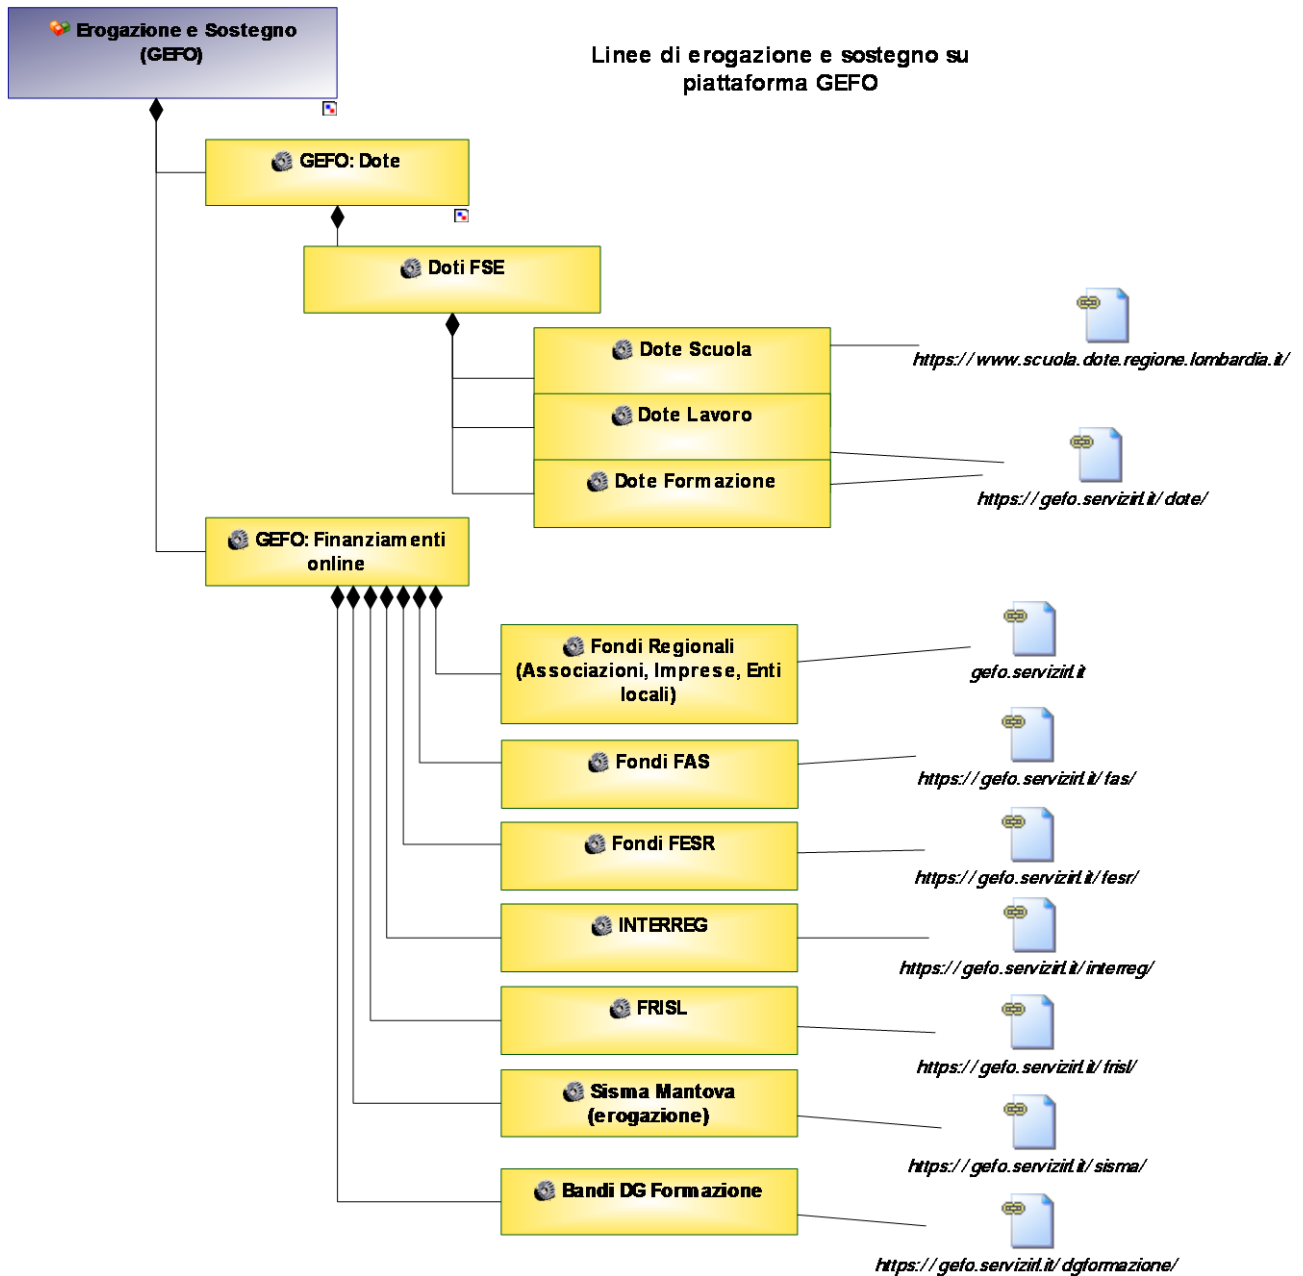 Erogazione e Sostegno
(GEFO)
Linee di erogazione e sostegno su
piattaforma GEFO
GEFO: Dote
Doti FSE
Dote Scuola
https://www.scuola.dote.regione.lombardia.it/
Dote Lavoro
Dote Formazione
https://gefo.servizirl.it/dote/
GEFO: Finanziamenti
online
Fondi Regionali
(Associazioni, Imprese, Enti
locali)
gefo.servizirl.it
Fondi FAS
https://gefo.servizirl.it/fas/
Fondi FESR
https://gefo.servizirl.it/fesr/
INTERREG
https://gefo.servizirl.it/interreg/
FRISL
https://gefo.servizirl.it/frisl/
Sisma Mantova
(erogazione)
https://gefo.servizirl.it/sisma/
Bandi DG Formazione
https://gefo.servizirl.it/dgformazione/